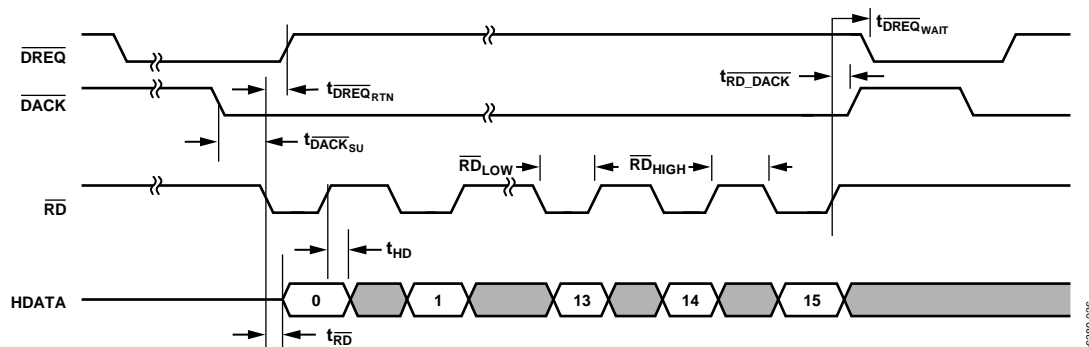 DREQ
tDREQWAIT
tRD_DACK
tDREQRTN
DACK
tDACKSU
RDLOW
RDHIGH
RD
tHD
HDATA
0
1
13
14
15
tRD